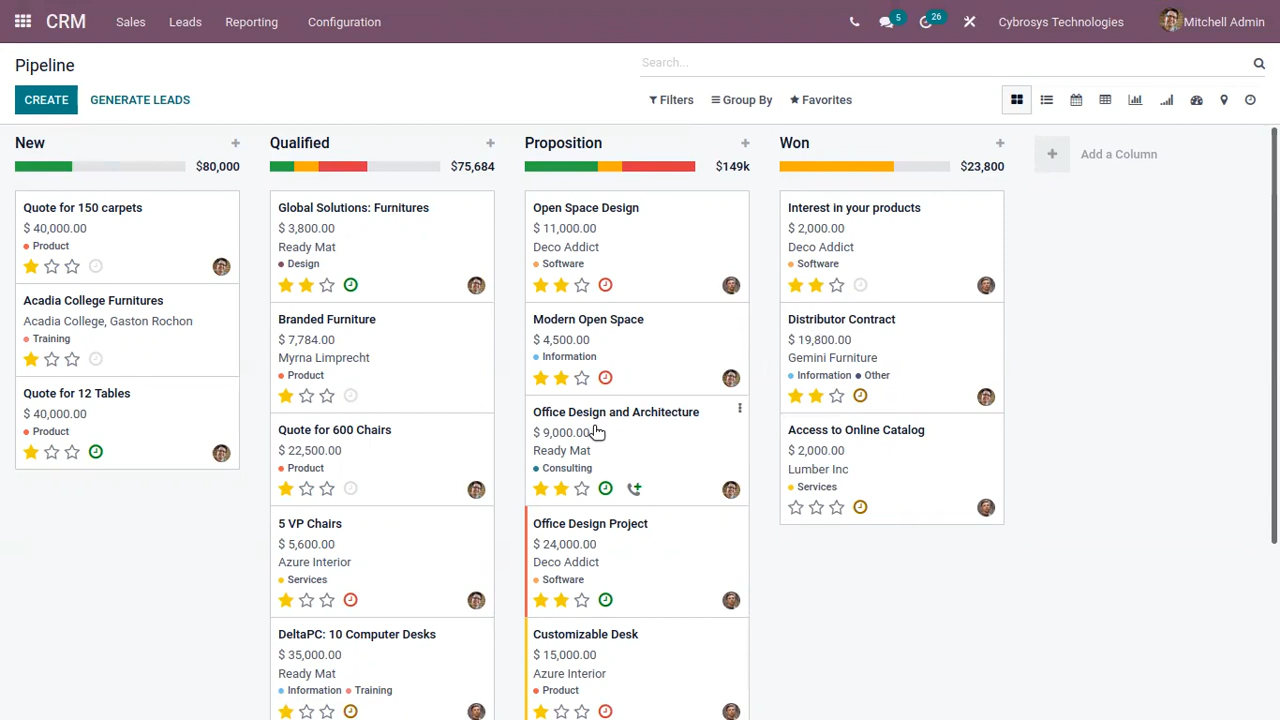 CRM Sales Leads Reporting Configuration 5 26 Cybrosys Technologies Mitchell Admin
Pipeline
Search...
CREATE GENERATE LEADS
Filters Group By Favorites
New +
$80,000
Quote for 150 carpets
$ 40,000.00
Product
Acadia College Furnitures
Acadia College, Gaston Rochon
Training
Quote for 12 Tables
$ 40,000.00
Product
Qualified +
$75,684
Global Solutions: Furnitures
$ 3,800.00
Ready Mat
Design
Branded Furniture
$ 7,784.00
Myrna Limprecht
Product
Quote for 600 Chairs
$ 22,500.00
Product
5 VP Chairs
$ 5,600.00
Azure Interior
Services
DeltaPC: 10 Computer Desks
$ 35,000.00
Ready Mat
Information Training
Proposition +
$149k
Open Space Design
$ 11,000.00
Deco Addict
Software
Modern Open Space
$ 4,500.00
Information
Office Design and Architecture
$ 9,000.00
Ready Mat
Consulting
Office Design Project
$ 24,000.00
Deco Addict
Software
Customizable Desk
$ 15,000.00
Azure Interior
Product
Won +
$23,800
Interest in your products
$ 2,000.00
Deco Addict
Software
Distributor Contract
$ 19,800.00
Gemini Furniture
Information Other
Access to Online Catalog
$ 2,000.00
Lumber Inc
Services
+ Add a Column